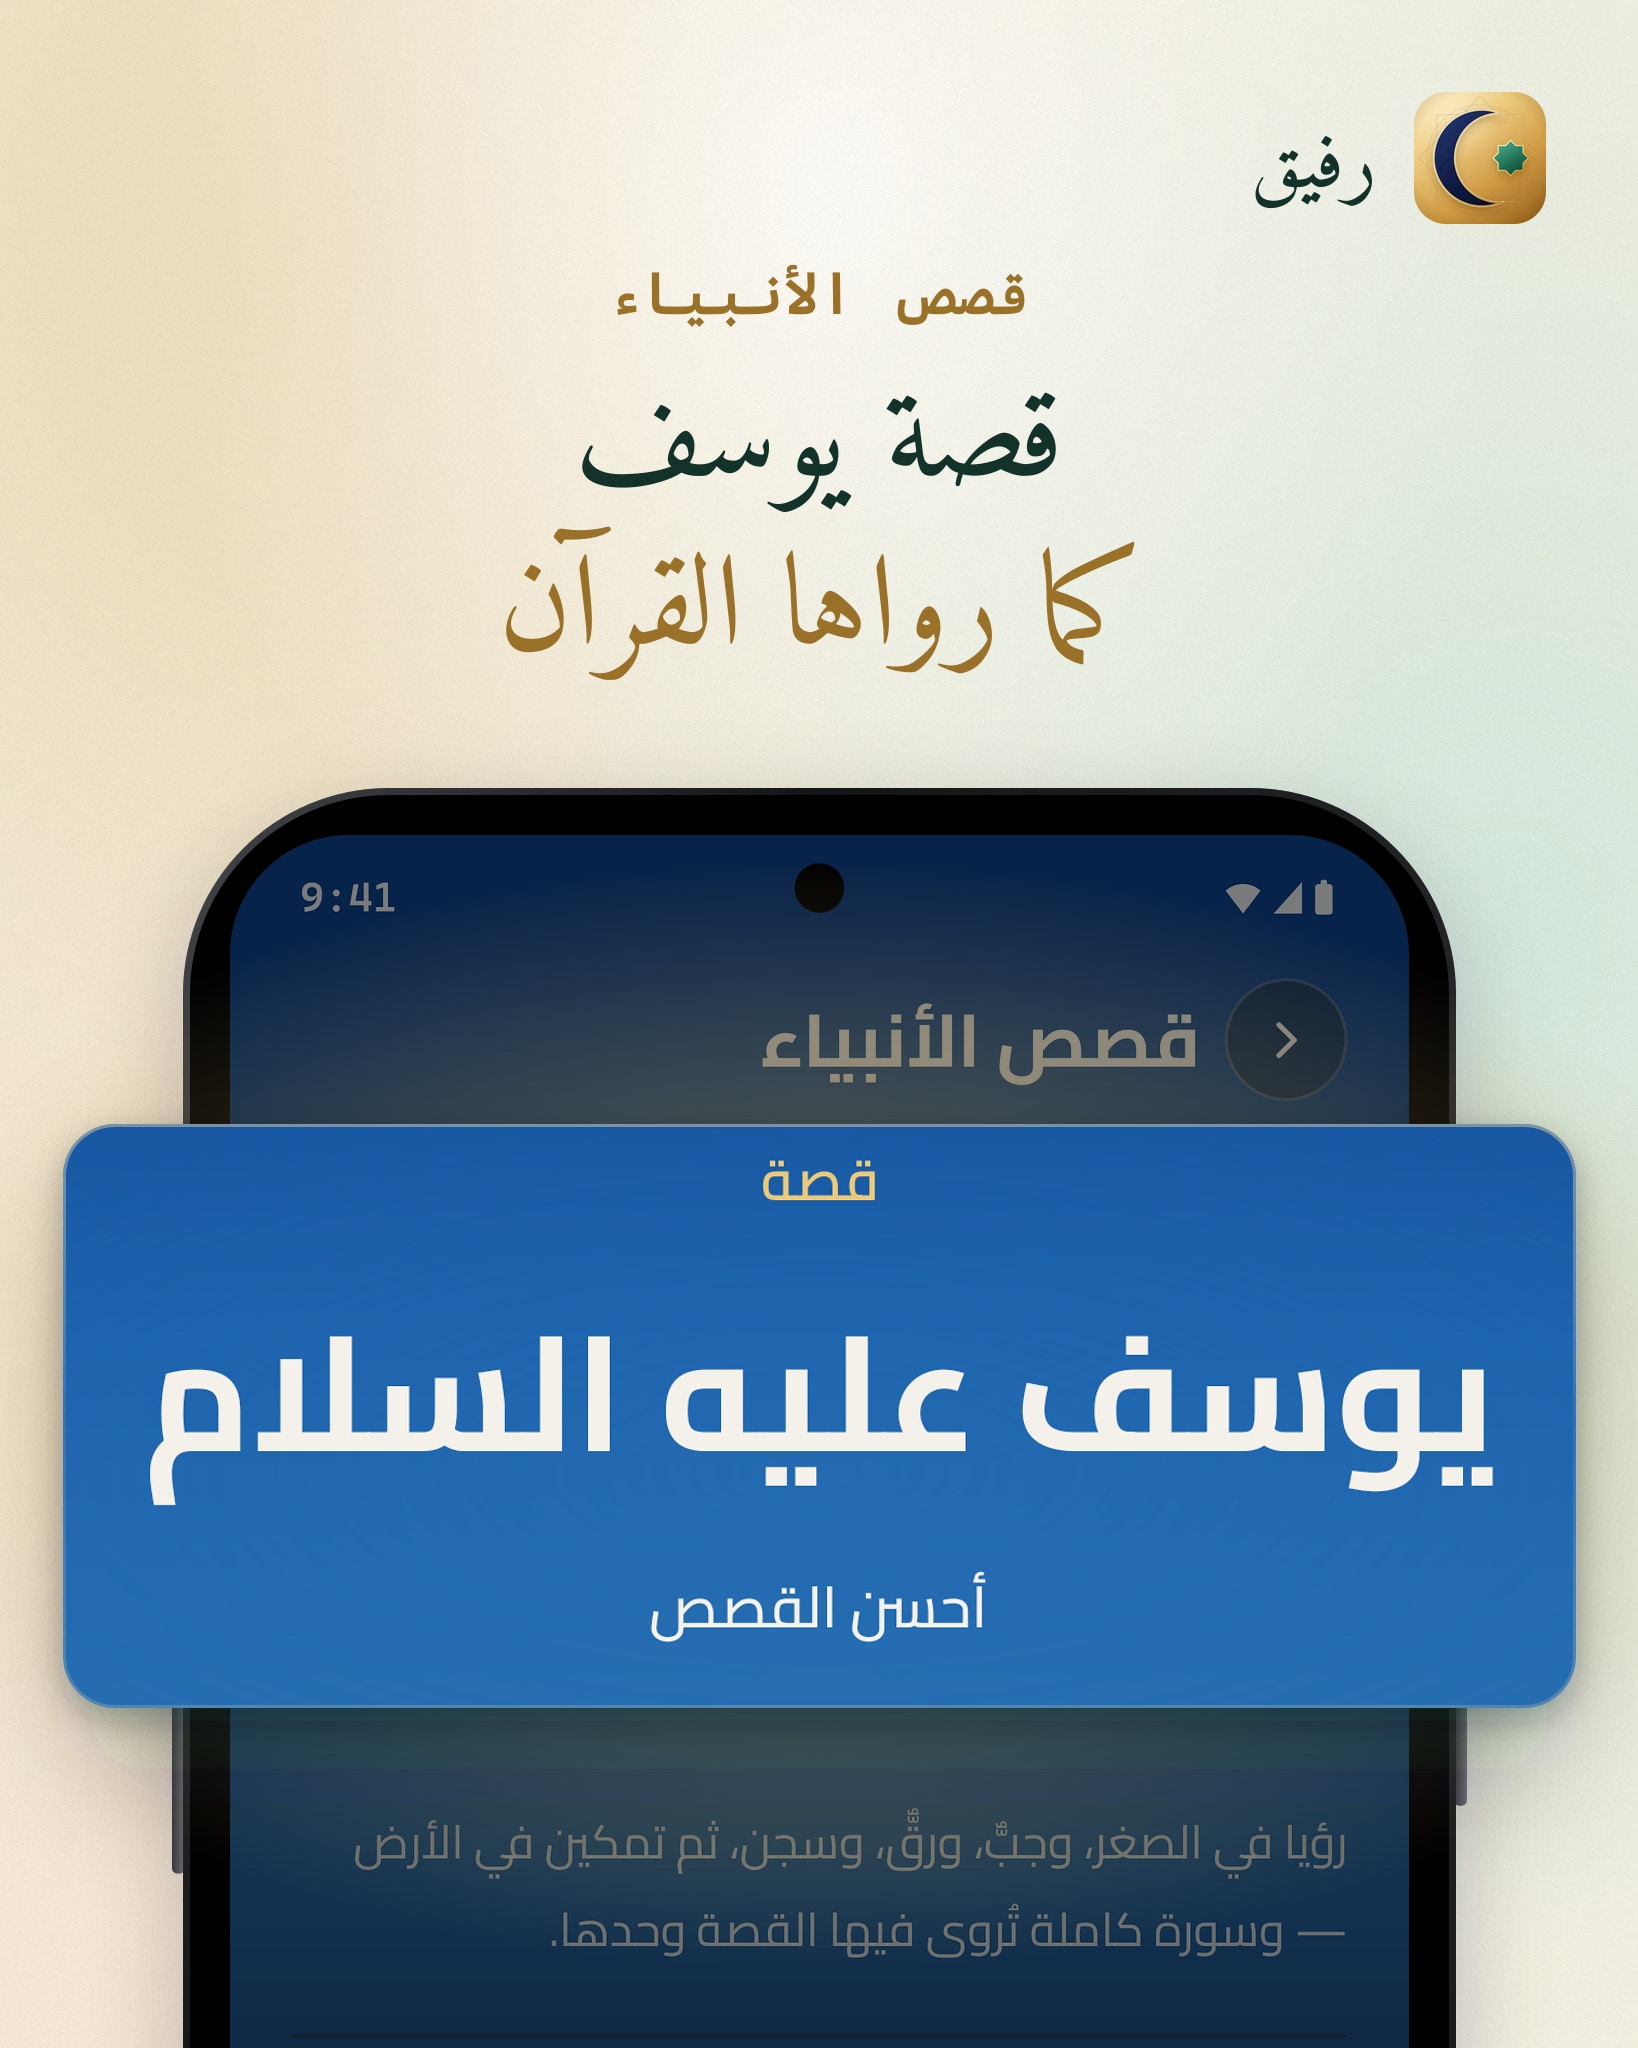 رفيق
قصص الأنبياء
قصة يوسف
كما رواها القرآن
9:41
قصص الأنبياء
قصة
يوسف عليه السلام
أحسن القصص
رؤيا في الصغر، وجبٌّ، ورقٌّ، وسجن، ثم تمكين في الأرض
— وسورة كاملة تُروى فيها القصة وحدها.